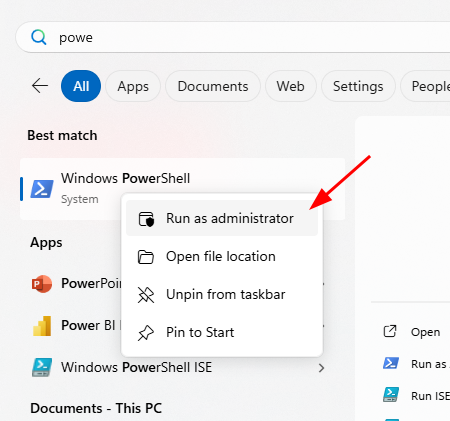 powe
All
Apps
Documents
Web
Settings
People
Best match
Windows PowerShell
System
Run as administrator
Apps
Open file location
PowerPoin
Unpin from taskbar
Power BI
Pin to Start
Open
Windows PowerShell ISE
Run as
Run ISE
Documents - This PC